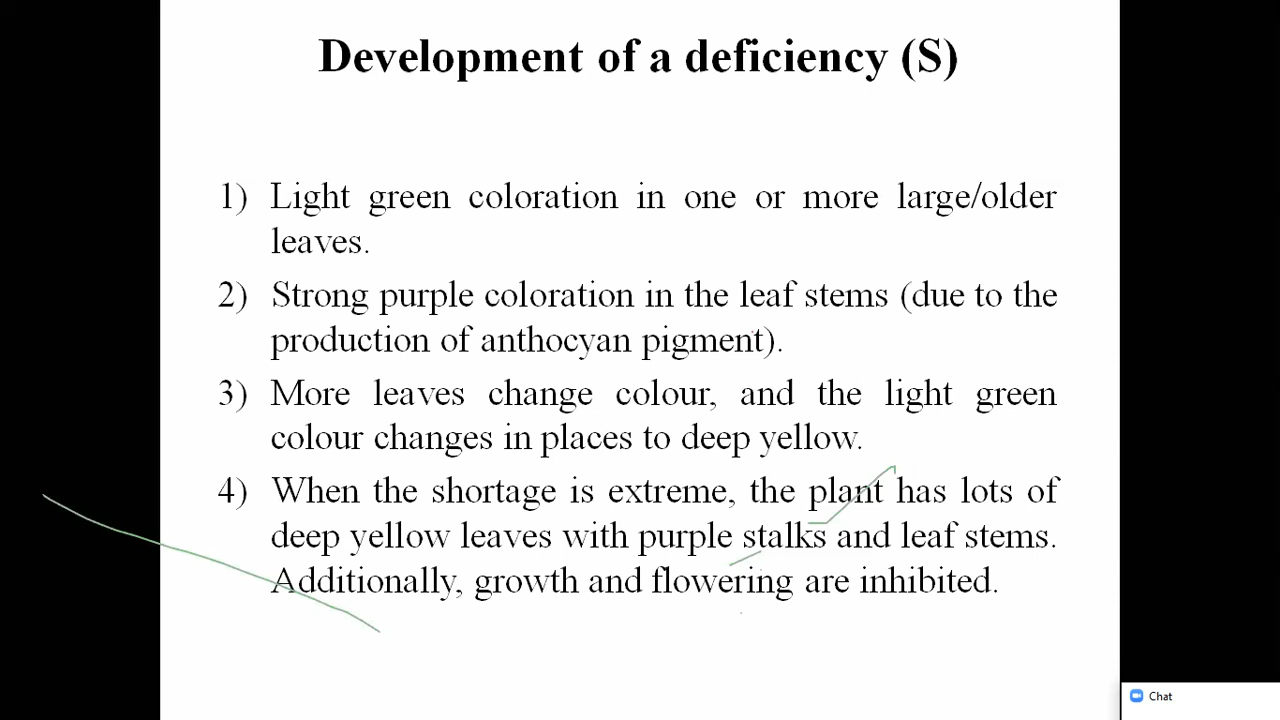 Development of a deficiency (S)
1) Light green coloration in one or more large/older
leaves.
2) Strong purple coloration in the leaf stems (due to the
production of anthocyan pigment).
3) More leaves change colour, and the light green
colour changes in places to deep yellow.
4) When the shortage is extreme, the plant has lots of
deep yellow leaves with purple stalks and leaf stems.
Additionally, growth and flowering are inhibited.
Chat